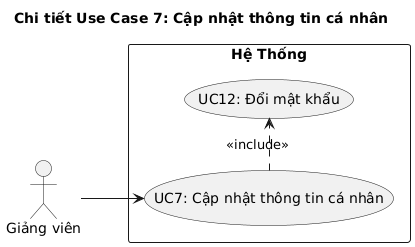 Chi tiết Use Case 7: Cập nhật thông tin cá nhân
Hệ Thống
UC12: Đổi mật khẩu
«include»
UC7: Cập nhật thông tin cá nhân
Giảng viên